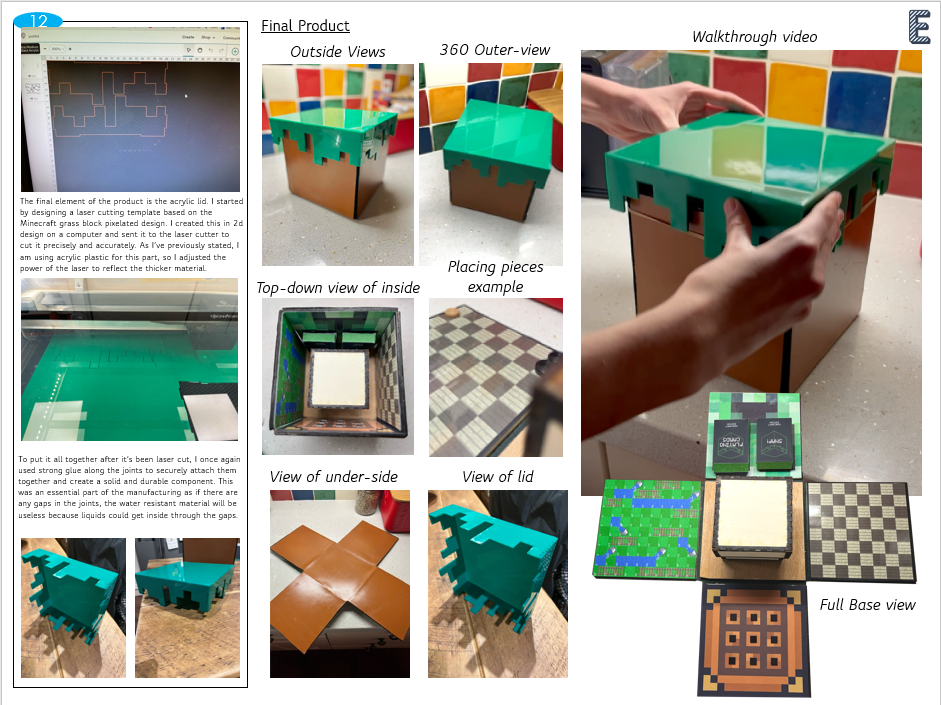 12
E
The final element of the product is the acrylic lid. I started
by designing a laser cutting template based on the
Minecraft grass block pixelated design. I created this in 2d
design on a computer and sent it to the laser cutter to
cut it precisely and accurately. As I've previously stated, I
am using acrylic plastic for this part, so I adjusted the
power of the laser to reflect the thicker material.
To put it all together after it's been laser cut, I once again
used strong glue along the joints to securely attach them
together and create a solid and durable component. This
was an essential part of the manufacturing as if there are
any gaps in the joints, the water resistant material will be
useless because liquids could get inside through the gaps.
Final Product
Outside Views
360 Outer-view
Top-down view of inside
Placing pieces
example
View of under-side
View of lid
Walkthrough video
PLAYING
CARDS
SNAP!
Full Base view